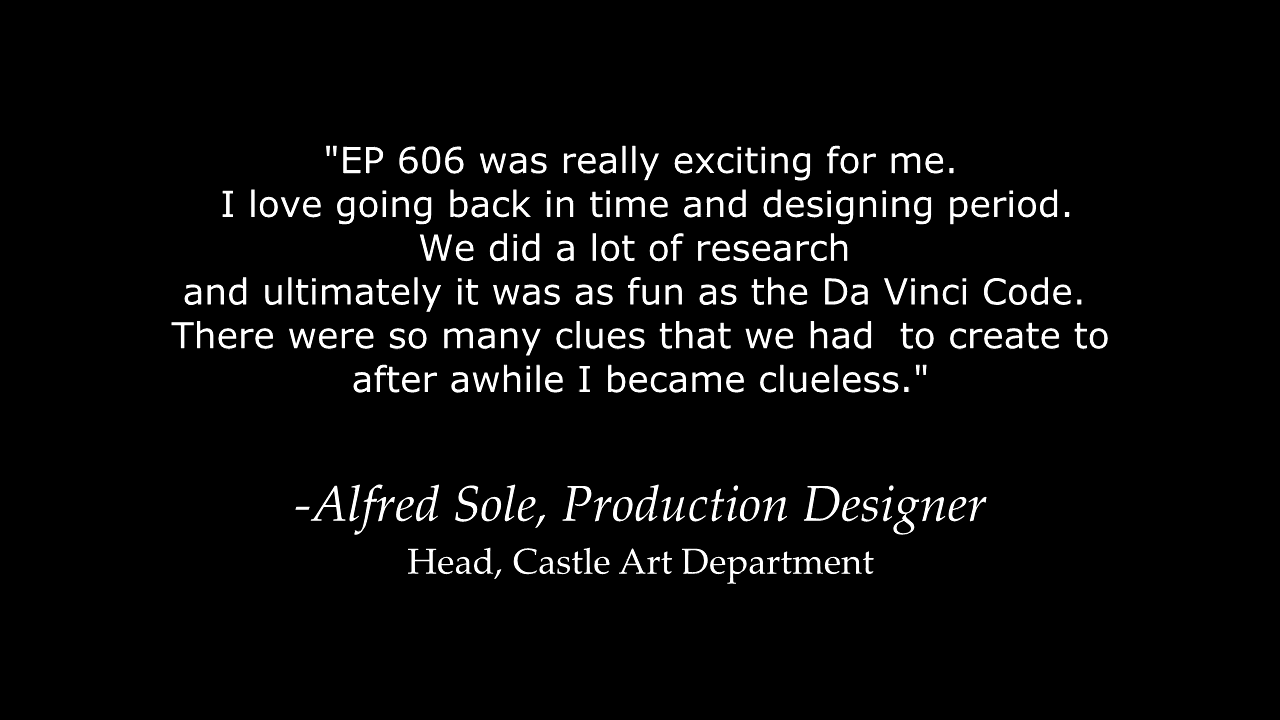 "EP 606 was really exciting for me.
I love going back in time and designing period.
We did a lot of research
and ultimately it was as fun as the Da Vinci Code.
There were so many clues that we had  to create to
after awhile I became clueless."
-Alfred Sole, Production Designer
Head, Castle Art Department